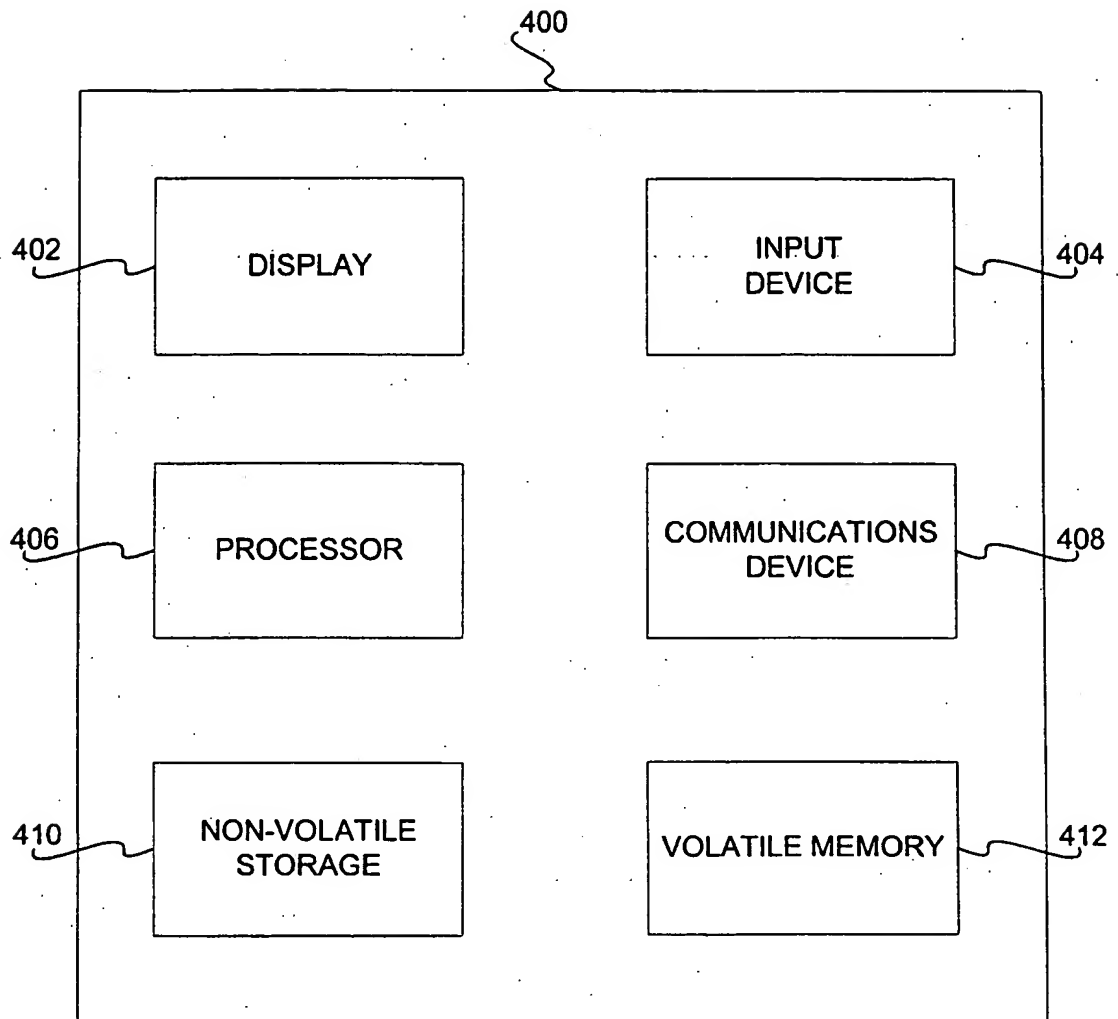 400
402
DISPLAY
INPUT
DEVICE
404
406
PROCESSOR
COMMUNICATIONS
DEVICE
408
410
NON-VOLATILE
STORAGE
VOLATILE MEMORY
412